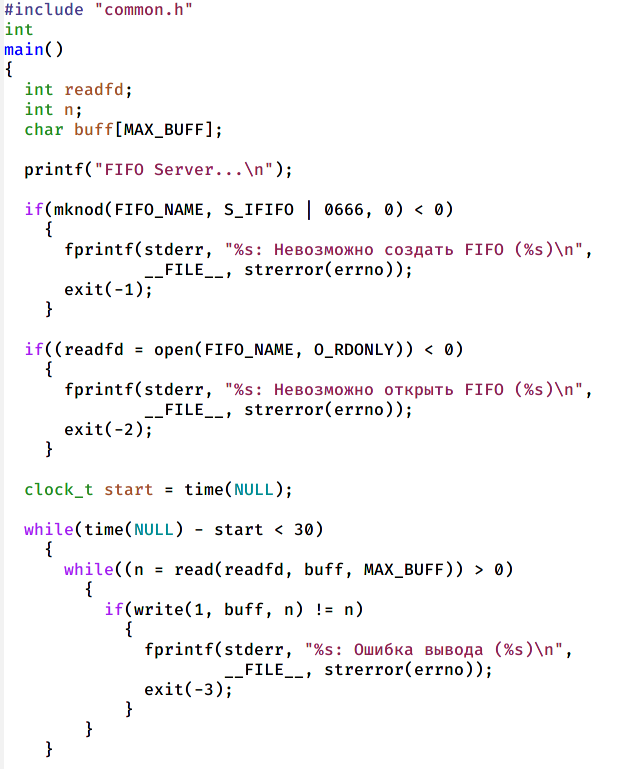 #include "common.h"
int
main()
{
  int readfd;
  int n;
  char buff[MAX_BUFF];

  printf("FIFO Server...\n");

  if(mknod(FIFO_NAME, S_IFIFO | 0666, 0) < 0)
    {
      fprintf(stderr, "%s: Невозможно создать FIFO (%s)\n",
              __FILE__, strerror(errno));
      exit(-1);
    }

  if((readfd = open(FIFO_NAME, O_RDONLY)) < 0)
    {
      fprintf(stderr, "%s: Невозможно открыть FIFO (%s)\n",
              __FILE__, strerror(errno));
      exit(-2);
    }

  clock_t start = time(NULL);

  while(time(NULL) - start < 30)
    {
      while((n = read(readfd, buff, MAX_BUFF)) > 0)
        {
          if(write(1, buff, n) != n)
            {
              fprintf(stderr, "%s: Ошибка вывода (%s)\n",
                      __FILE__, strerror(errno));
              exit(-3);
            }
        }
    }